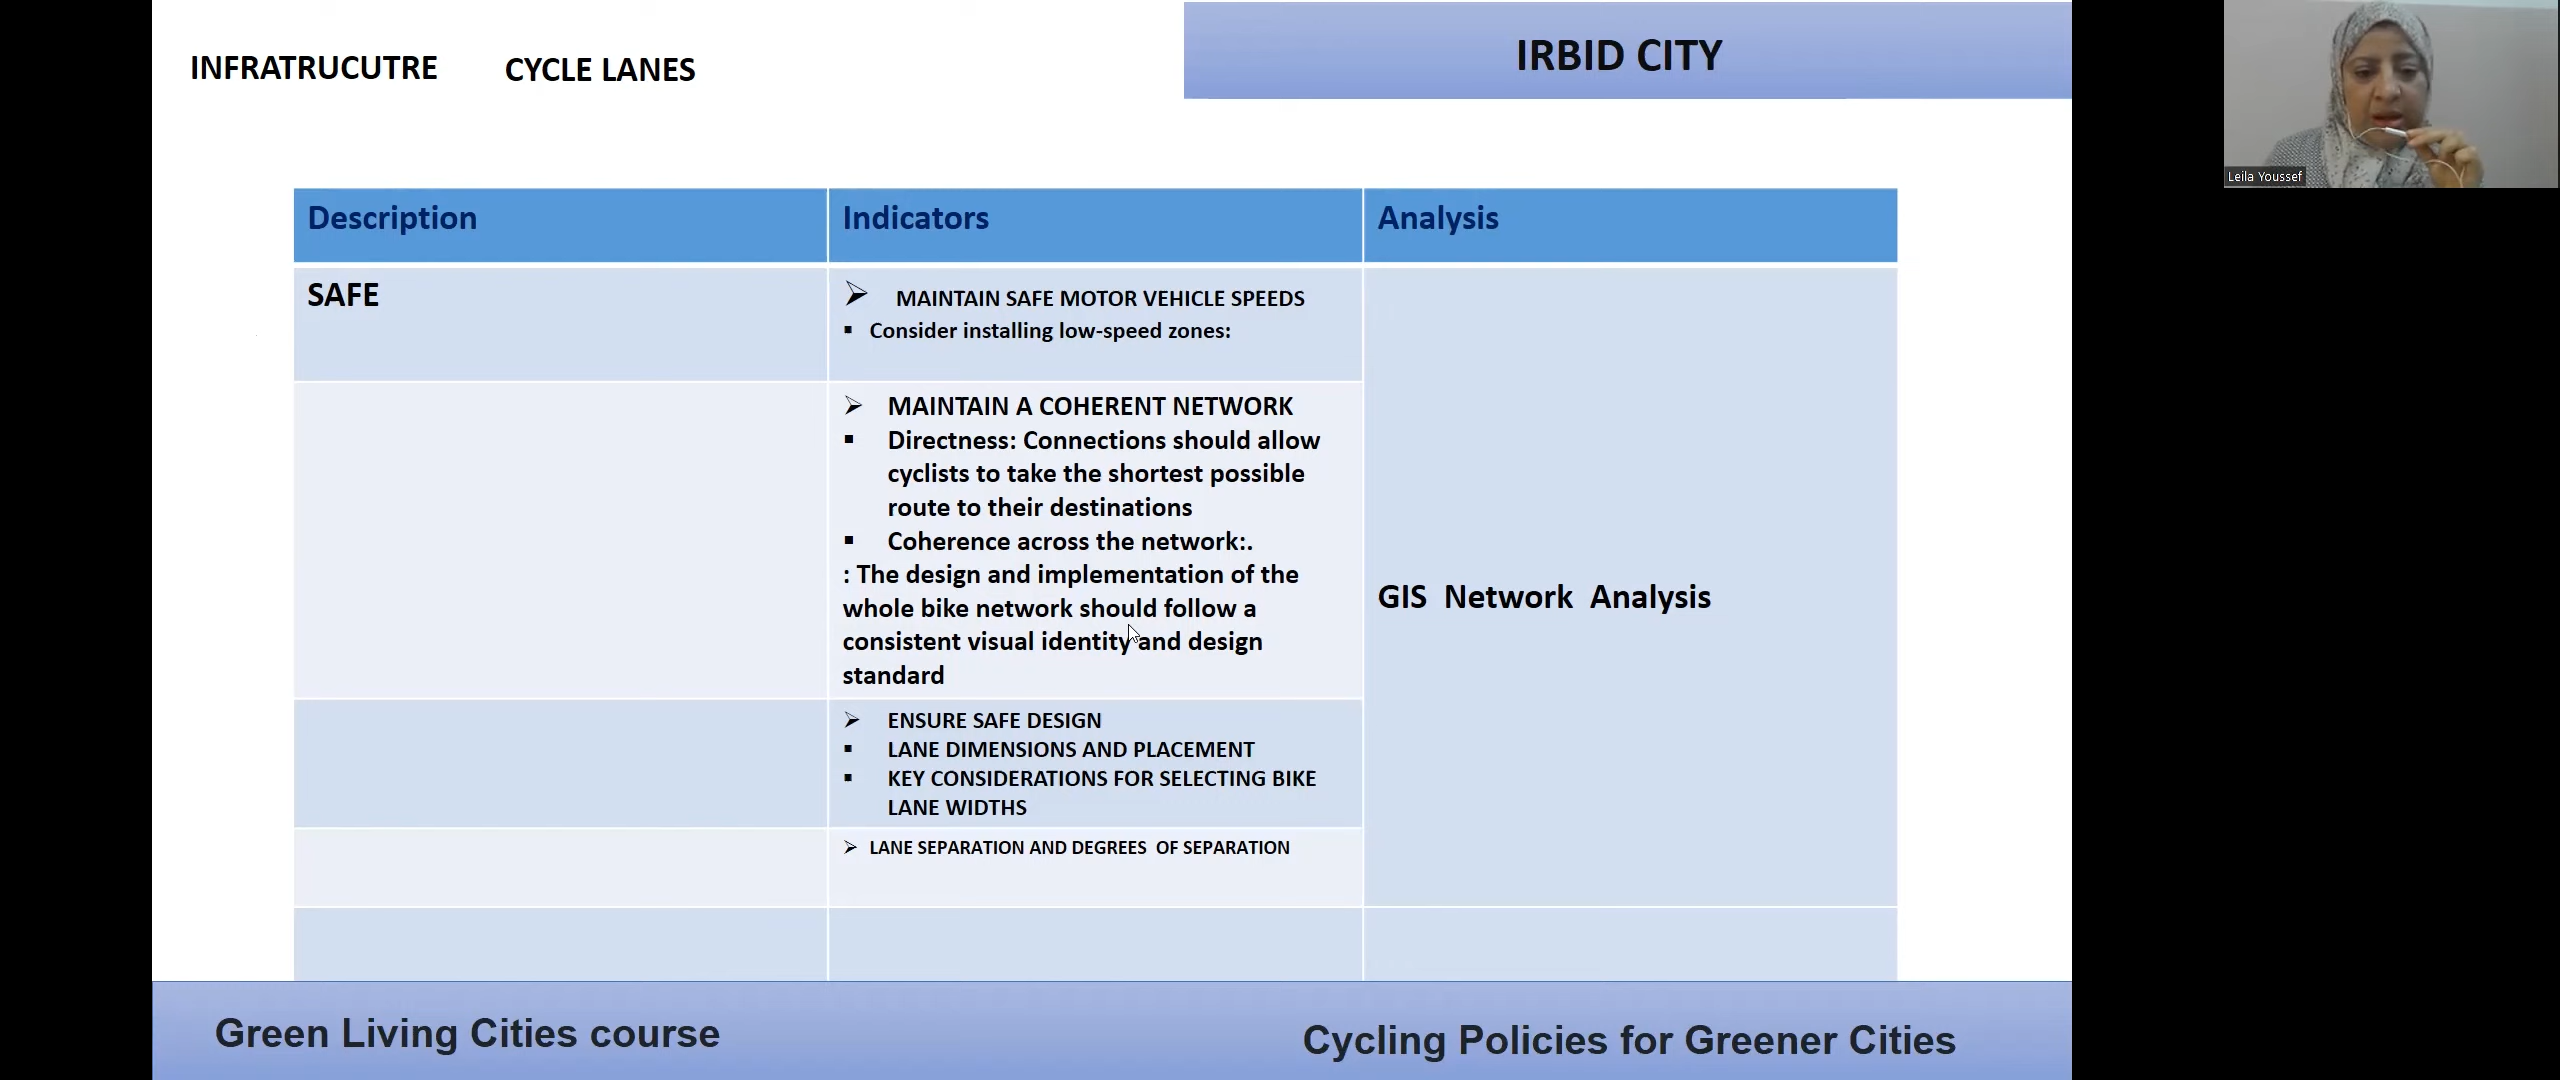 INFRATRUCUTRE CYCLE LANES
IRBID CITY
Leila Youssef
Description Indicators Analysis
SAFE
➢ MAINTAIN SAFE MOTOR VEHICLE SPEEDS
▪ Consider installing low-speed zones:
➢ MAINTAIN A COHERENT NETWORK
▪ Directness: Connections should allow
cyclists to take the shortest possible
route to their destinations
▪ Coherence across the network:.
: The design and implementation of the
whole bike network should follow a
consistent visual identity and design
standard
➢ ENSURE SAFE DESIGN
▪ LANE DIMENSIONS AND PLACEMENT
▪ KEY CONSIDERATIONS FOR SELECTING BIKE
LANE WIDTHS
➢ LANE SEPARATION AND DEGREES OF SEPARATION
GIS Network Analysis
Green Living Cities course
Cycling Policies for Greener Cities